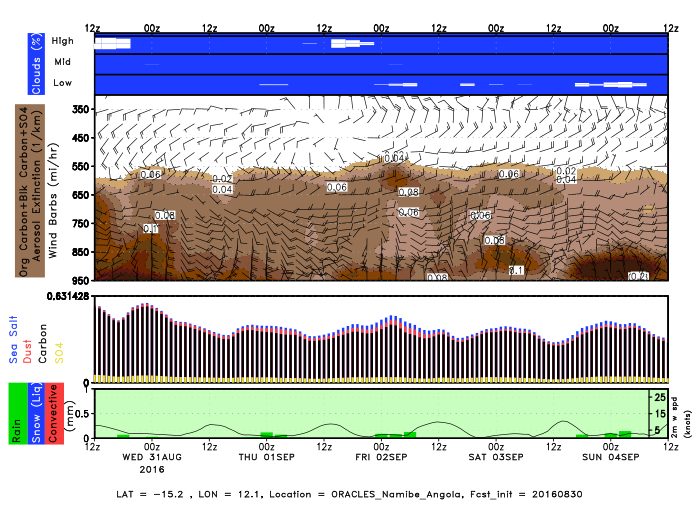 12z 00z 12z 00z 12z 00z 12z 00z 12z 00z 12z
Clouds (%)
High
Mid
Low
Org Carbon+Blk Carbon+SO4
Aerosol Extinction (1/km)
Wind Barbs (mi/hr)
350
450
550
650
750
850
950
0.04
0.06 0.02 0.06 0.02
0.04 0.06 0.08 0.04
0.08 0.06 0.06
0.1 0.08
0.08 0.1
0.631428
0
Sea Salt
Dust
Carbon
SO4
Rain
Snow (Liq)
Convective
(mm)
1
0.5
0
25
15
5
2m w spd
(knots)
12z 00z 12z 00z 12z 00z 12z 00z 12z 00z 12z
WED 31AUG THU 01SEP FRI 02SEP SAT 03SEP SUN 04SEP
2016
LAT = -15.2 , LON = 12.1, Location = ORACLES_Namibe_Angola, Fcst_init = 20160830